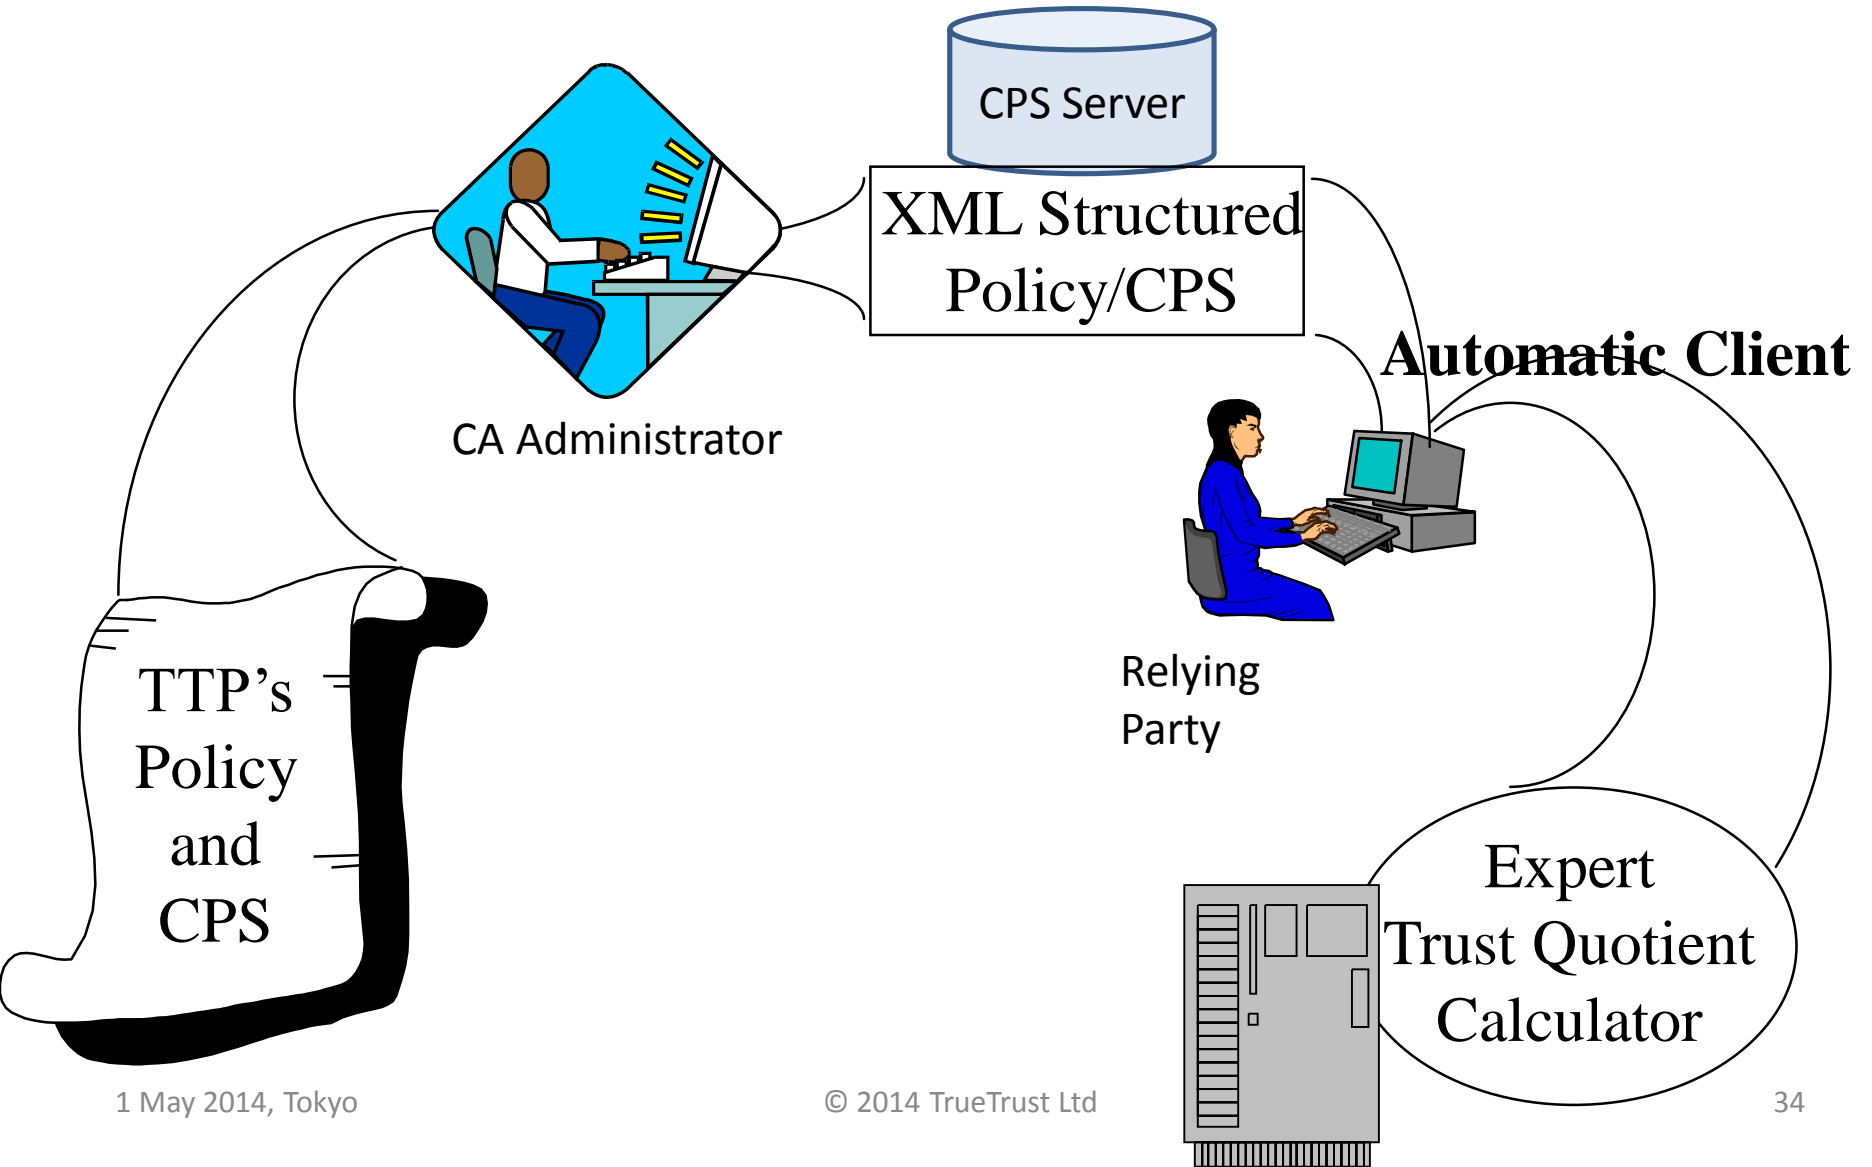 CPS Server
XML Structured
Policy/CPS
Automatic Client
CA Administrator
Relying
Party
TTP’s
Policy
and
CPS
Expert
Trust Quotient
Calculator
1 May 2014, Tokyo
© 2014 TrueTrust Ltd
34